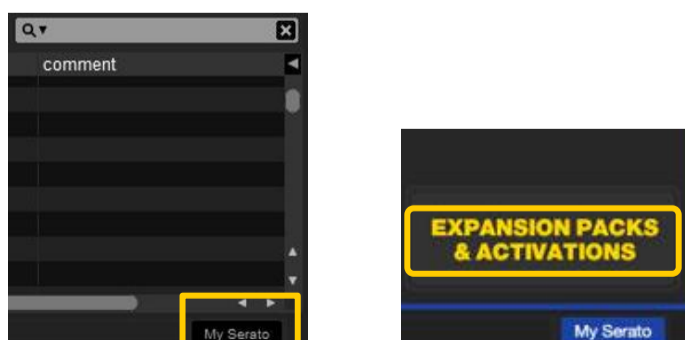 comment
My Serato
EXPANSION PACKS
& ACTIVATIONS
My Serato